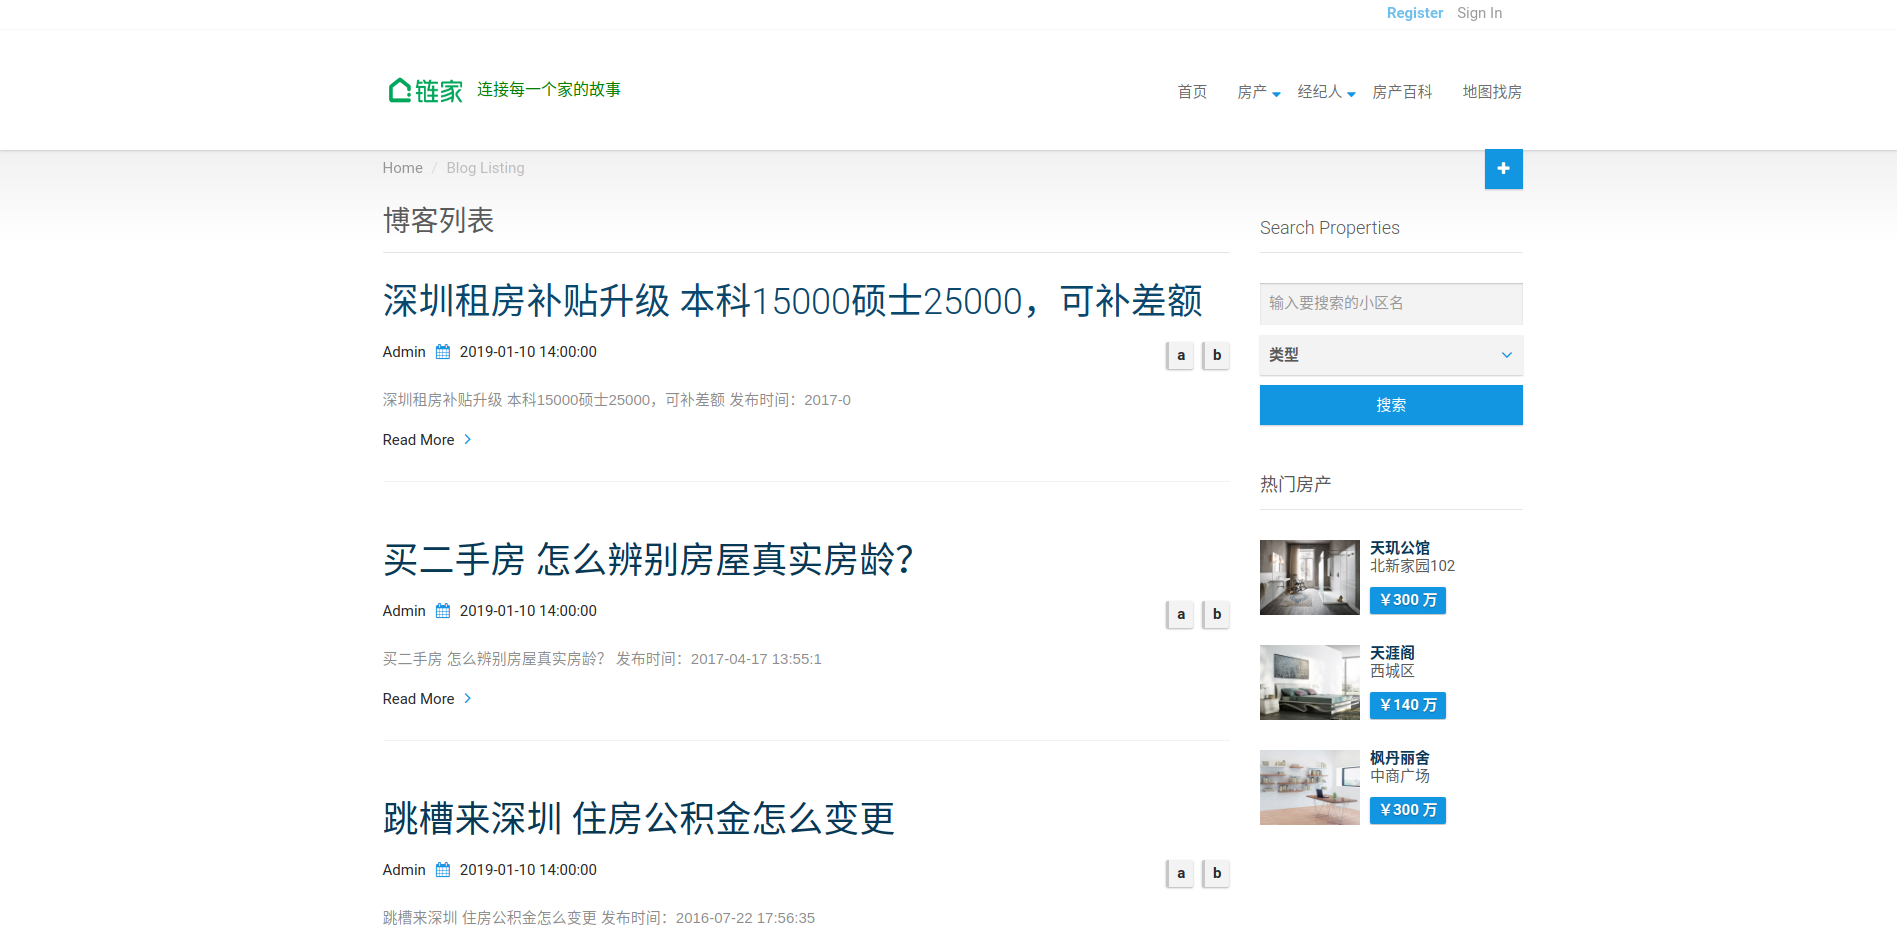 Register Sign In
链家 连接每一个家的故事
首页 房产 经纪人 房产百科 地图找房
Home / Blog Listing
博客列表
深圳租房补贴升级 本科15000硕士25000，可补差额
Admin 2019-01-10 14:00:00 a b
深圳租房补贴升级 本科15000硕士25000，可补差额 发布时间：2017-0
Read More
买二手房 怎么辨别房屋真实房龄？
Admin 2019-01-10 14:00:00 a b
买二手房 怎么辨别房屋真实房龄？ 发布时间：2017-04-17 13:55:1
Read More
跳槽来深圳 住房公积金怎么变更
Admin 2019-01-10 14:00:00 a b
跳槽来深圳 住房公积金怎么变更 发布时间：2016-07-22 17:56:35
Search Properties
输入要搜索的小区名
类型
搜索
热门房产
天玑公馆
北新家园102
￥300 万
天涯阁
西城区
￥140 万
枫丹丽舍
中商广场
￥300 万